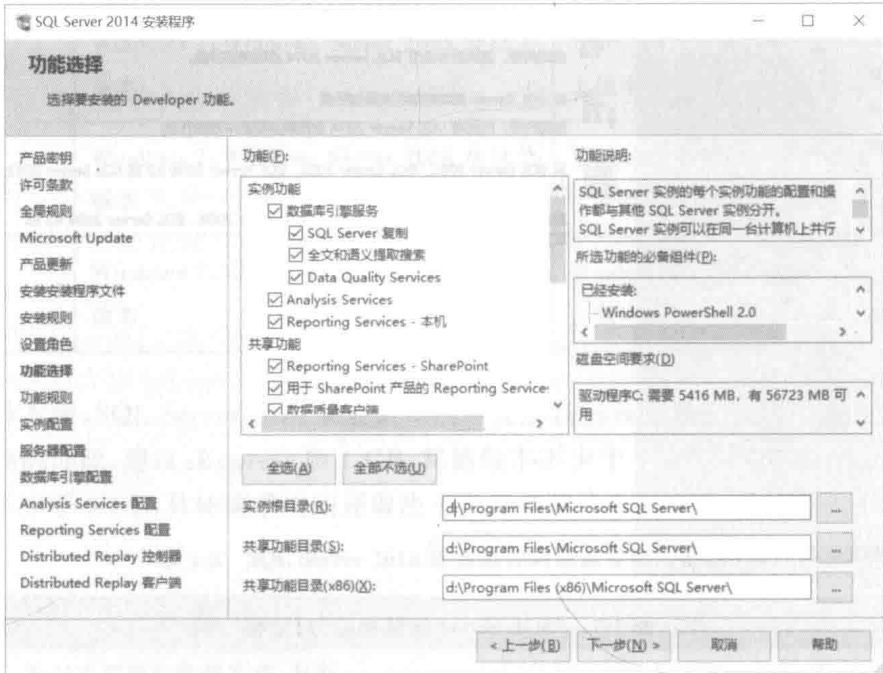 SQL Server 2014 安装程序
功能选择
选择要安装的 Developer 功能。
产品密钥
许可条款
全局规则
Microsoft Update
产品更新
安装安装程序文件
安装规则
设置角色
功能选择
功能规则
实例配置
服务器配置
数据库引擎配置
Analysis Services 配置
Reporting Services 配置
Distributed Replay 控制器
Distributed Replay 客户端
功能(F):
实例功能
数据库引擎服务
SQL Server 复制
全文和语义提取搜索
Data Quality Services
Analysis Services
Reporting Services - 本机
共享功能
Reporting Services - SharePoint
用于 SharePoint 产品的 Reporting Service
数据质量客户端
功能说明:
SQL Server 实例的每个实例功能的配置和操
作都与其他 SQL Server 实例分开。
SQL Server 实例可以在同一台计算机上并行
所选功能的必备组件(P):
已经安装:
Windows PowerShell 2.0
磁盘空间要求(D)
驱动程序C: 需要 5416 MB，有 56723 MB 可
用
全选(A) 全部不选(U)
实例根目录(R): d:\Program Files\Microsoft SQL Server\ ...
共享功能目录(S): d:\Program Files\Microsoft SQL Server\ ...
共享功能目录(x86)(X): d:\Program Files (x86)\Microsoft SQL Server\ ...
< 上一步(B) 下一步(N) > 取消 帮助